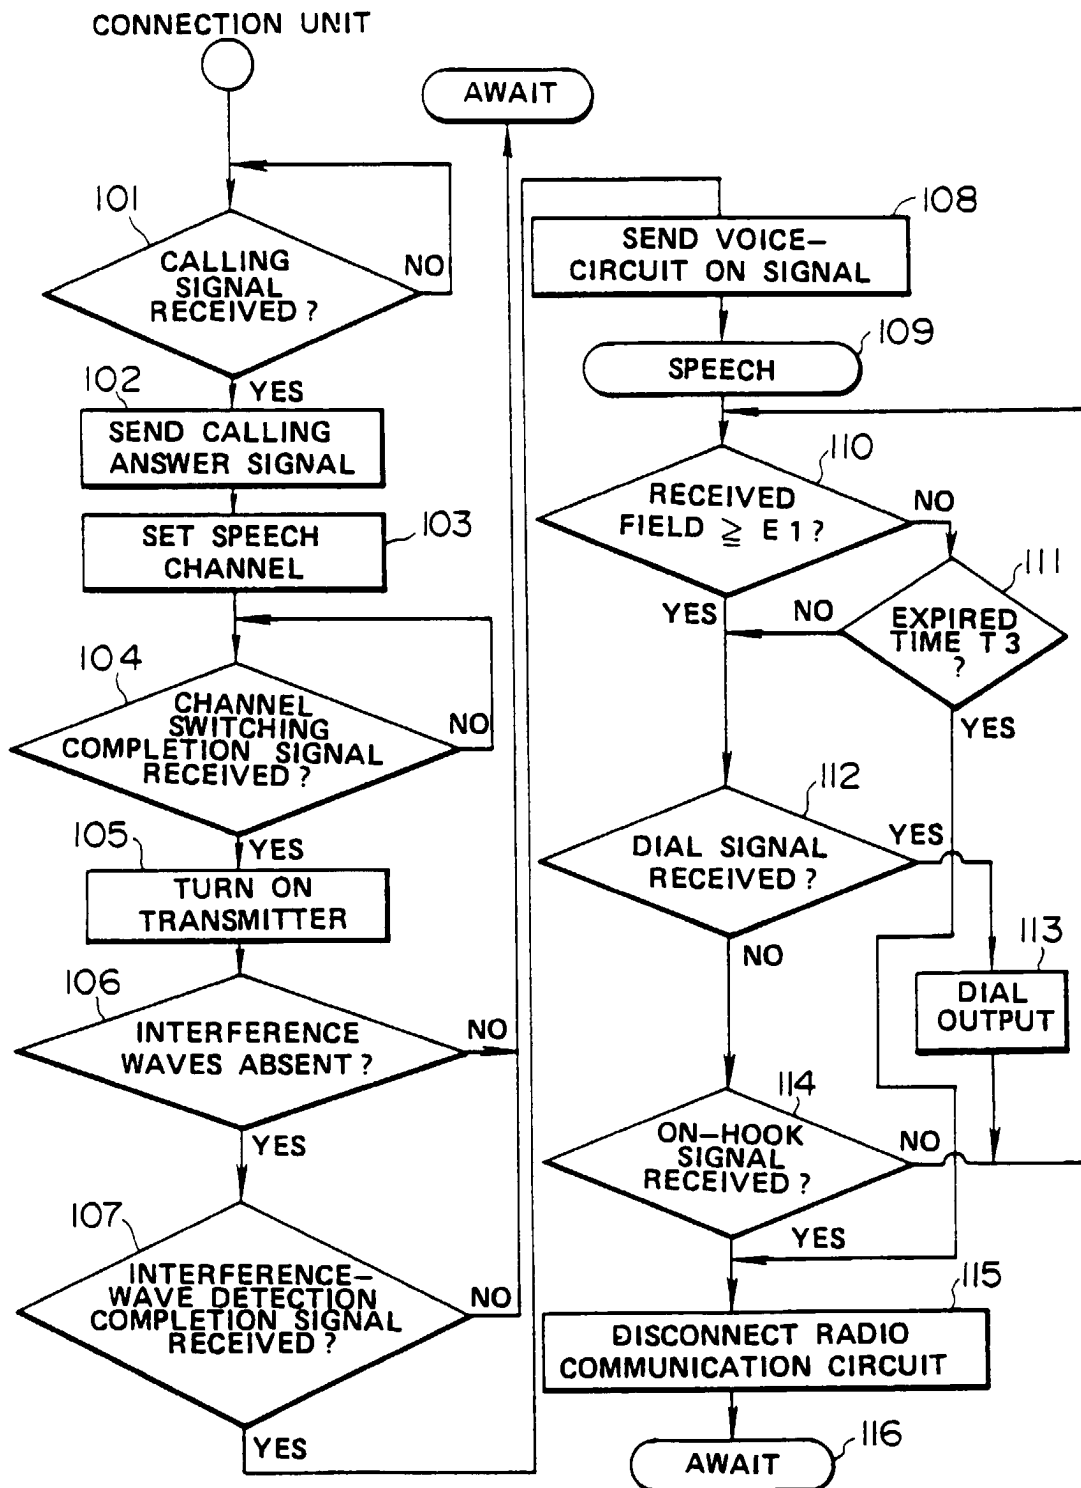 CONNECTION UNIT
AWAIT
101
CALLING
SIGNAL
RECEIVED?
NO
YES
102
SEND CALLING
ANSWER SIGNAL
SET SPEECH
CHANNEL
103
104
CHANNEL
SWITCHING
COMPLETION SIGNAL
RECEIVED?
NO
YES
105
TURN ON
TRANSMITTER
106
INTERFERENCE
WAVES ABSENT?
NO
YES
107
INTERFERENCE-
WAVE DETECTION
COMPLETION SIGNAL
RECEIVED?
NO
YES
108
SEND VOICE-
CIRCUIT ON SIGNAL
109
SPEECH
110
RECEIVED
FIELD ≧ E1?
NO
YES
111
EXPIRED
TIME T3
?
NO
YES
112
DIAL SIGNAL
RECEIVED?
YES
NO
113
DIAL
OUTPUT
114
ON-HOOK
SIGNAL
RECEIVED?
NO
YES
115
DISCONNECT RADIO
COMMUNICATION CIRCUIT
AWAIT
116